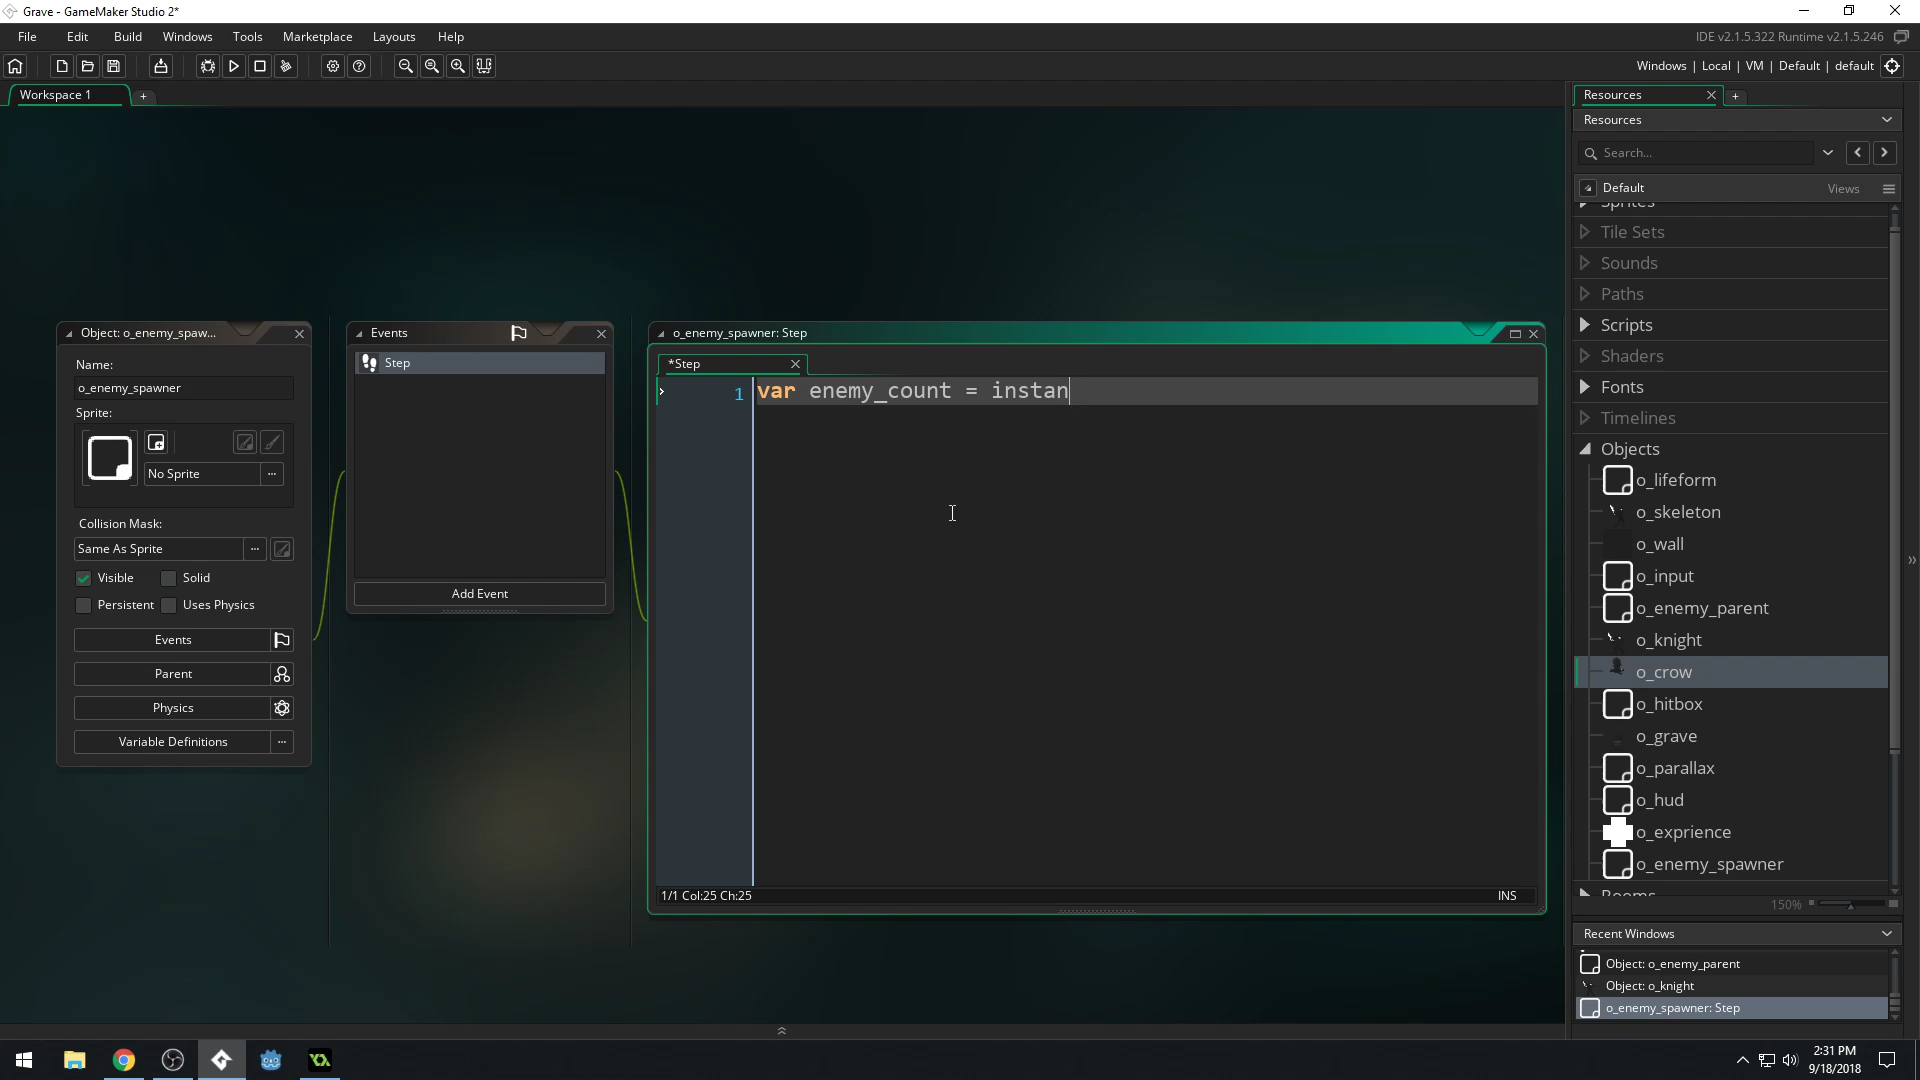 Grave - GameMaker Studio 2*
File Edit Build Windows Tools Marketplace Layouts Help
IDE v2.1.5.322 Runtime v2.1.5.246
Windows | Local | VM | Default | default
Workspace 1
Resources
Resources
Search...
Default
Views
Sprites
Tile Sets
Sounds
Paths
Scripts
Shaders
Fonts
Timelines
Objects
o_lifeform
o_skeleton
o_wall
o_input
o_enemy_parent
o_knight
o_crow
o_hitbox
o_grave
o_parallax
o_hud
o_exprience
o_enemy_spawner
Rooms
150%
Recent Windows
Object: o_enemy_parent
Object: o_knight
o_enemy_spawner: Step
Object: o_enemy_spaw...
Name:
o_enemy_spawner
Sprite:
No Sprite
Collision Mask:
Same As Sprite
Visible
Solid
Persistent
Uses Physics
Events
Parent
Physics
Variable Definitions
Events
Step
Add Event
o_enemy_spawner: Step
*Step
1 var enemy_count = instan
1/1 Col:25 Ch:25
INS
2:31 PM
9/18/2018